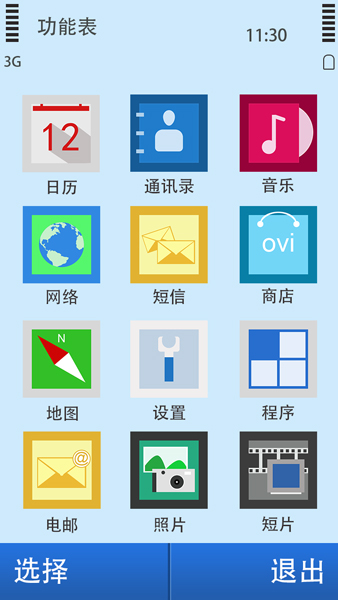 功能表
11:30
3G
12
日历 通讯录 音乐
ovi
网络 短信 商店
N
地图 设置 程序
@
电邮 照片 短片
选择 退出